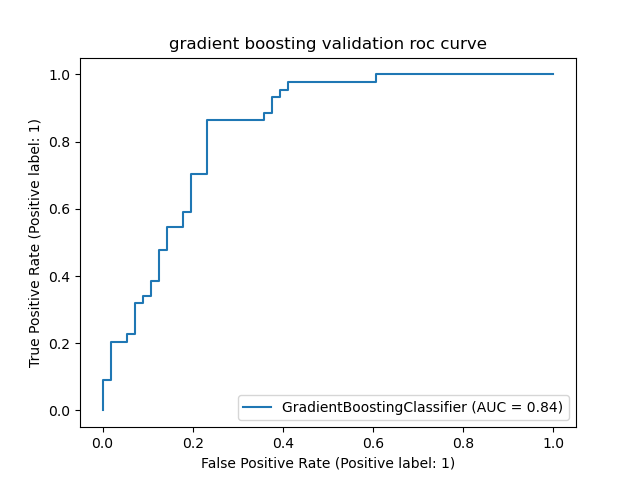 gradient boosting validation roc curve
1.0
0.8
0.6
0.4
0.2
0.0
True Positive Rate (Positive label: 1)
GradientBoostingClassifier (AUC = 0.84)
0.0 0.2 0.4 0.6 0.8 1.0
False Positive Rate (Positive label: 1)